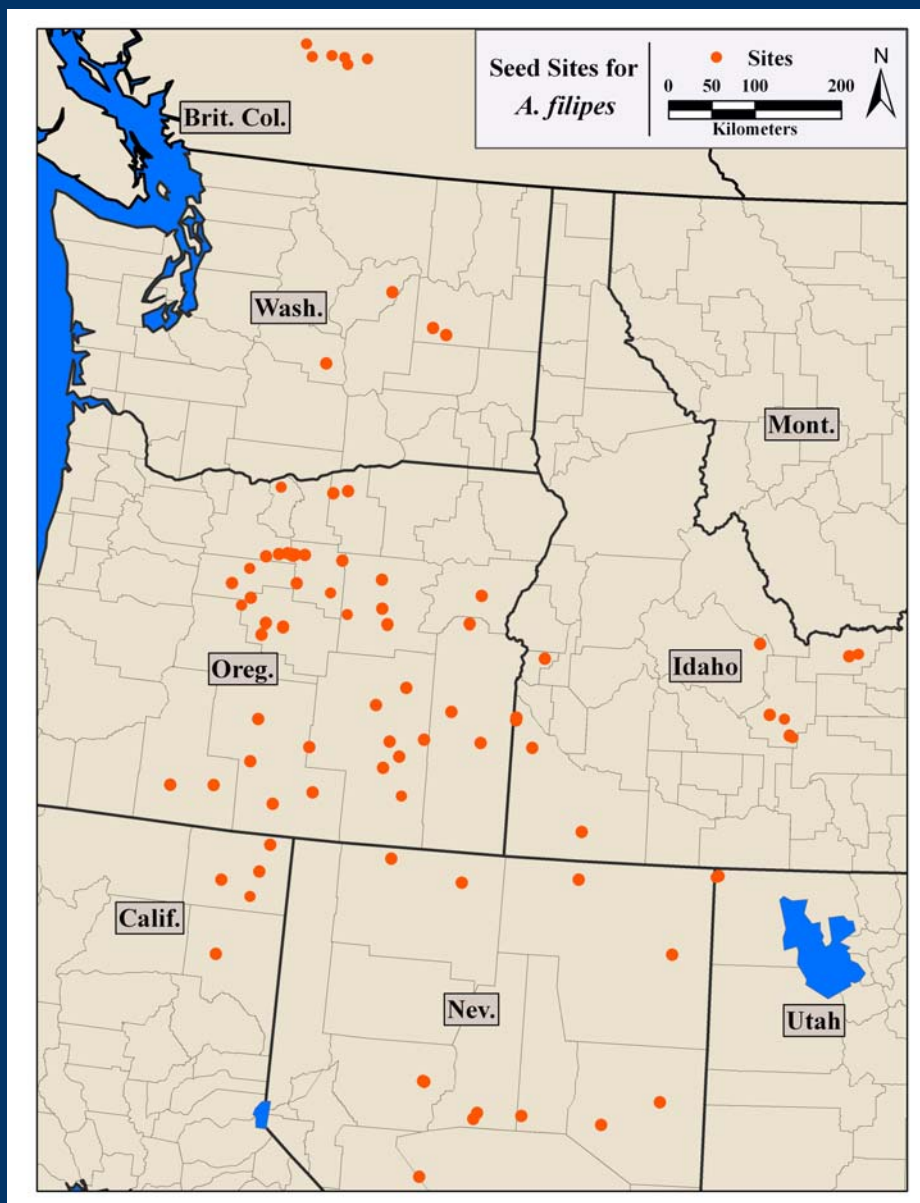 Seed Sites for
A. filipes
Sites
0 50 100 200
Kilometers
N
Brit. Col.
Wash.
Mont.
Oreg.
Idaho
Calif.
Nev.
Utah